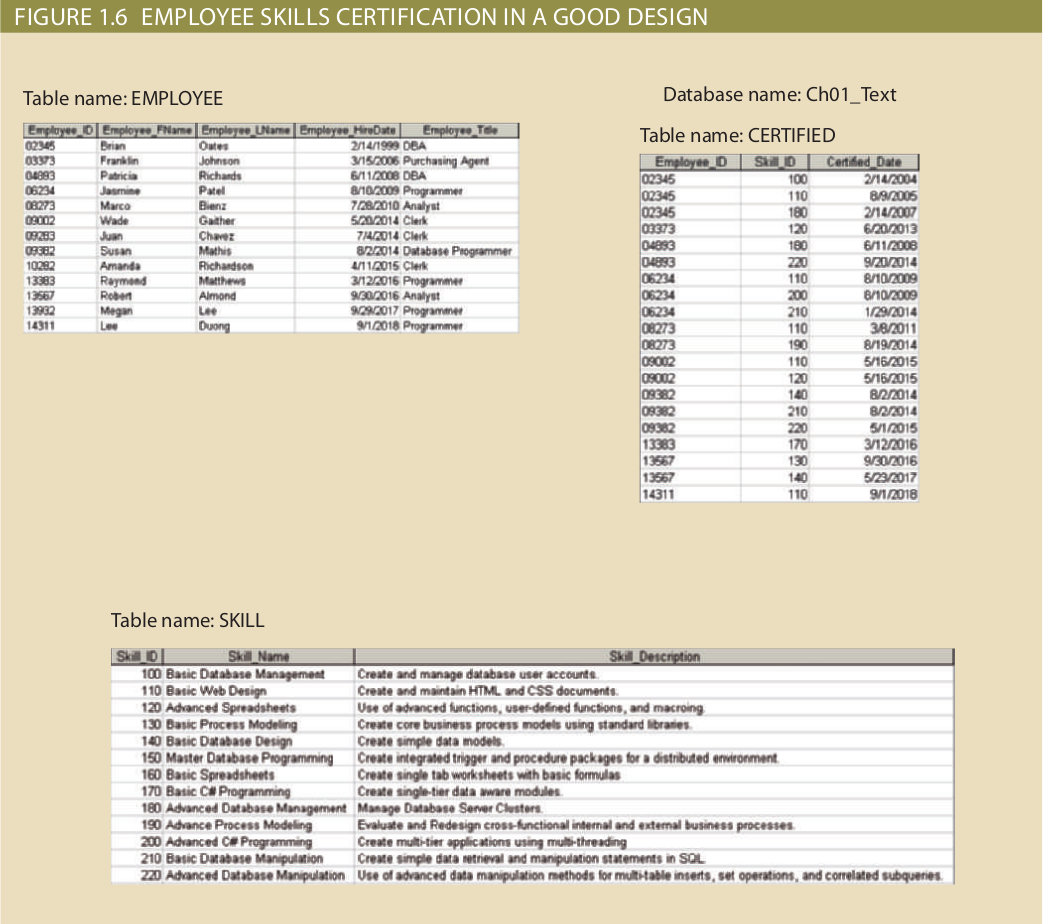 FIGURE 1.6 EMPLOYEE SKILLS CERTIFICATION IN A GOOD DESIGN
Table name: EMPLOYEE
Employee_ID Employee_FName Employee_LName Employee_HireDate Employee_Title
02345 Brian Oates 2/14/1999 DBA
03373 Franklin Johnson 3/15/2006 Purchasing Agent
04893 Patricia Richards 6/11/2008 DBA
06234 Jasmine Patel 8/10/2009 Programmer
08273 Marco Bienz 7/28/2010 Analyst
09002 Wade Gaither 5/20/2014 Clerk
09283 Juan Chavez 7/4/2014 Clerk
09382 Susan Mathis 8/2/2014 Database Programmer
10282 Amanda Richardson 4/11/2015 Clerk
13383 Raymond Matthews 3/12/2016 Programmer
13567 Robert Almond 9/30/2016 Analyst
13932 Megan Lee 9/29/2017 Programmer
14311 Lee Duong 9/1/2018 Programmer
Database name: Ch01_Text
Table name: CERTIFIED
Employee_ID Skill_ID Certified_Date
02345 100 2/14/2004
02345 110 8/9/2005
02345 180 2/14/2007
03373 120 6/20/2013
04893 180 6/11/2008
04893 220 9/20/2014
06234 110 8/10/2009
06234 200 8/10/2009
06234 210 1/29/2014
08273 110 3/8/2011
08273 190 8/19/2014
09002 110 5/16/2015
09002 120 5/16/2015
09382 140 8/2/2014
09382 210 8/2/2014
09382 220 5/1/2015
13383 170 3/12/2016
13567 130 9/30/2016
13567 140 5/23/2017
14311 110 9/1/2018
Table name: SKILL
Skill_ID Skill_Name Skill_Description
100 Basic Database Management Create and manage database user accounts.
110 Basic Web Design Create and maintain HTML and CSS documents.
120 Advanced Spreadsheets Use of advanced functions, user-defined functions, and macroing.
130 Basic Process Modeling Create core business process models using standard libraries.
140 Basic Database Design Create simple data models.
150 Master Database Programming Create integrated trigger and procedure packages for a distributed environment.
160 Basic Spreadsheets Create single tab worksheets with basic formulas
170 Basic C# Programming Create single-tier data aware modules.
180 Advanced Database Management Manage Database Server Clusters.
190 Advance Process Modeling Evaluate and Redesign cross-functional internal and external business processes.
200 Advanced C# Programming Create multi-tier applications using multi-threading
210 Basic Database Manipulation Create simple data retrieval and manipulation statements in SQL.
220 Advanced Database Manipulation Use of advanced data manipulation methods for multi-table inserts, set operations, and correlated subqueries.